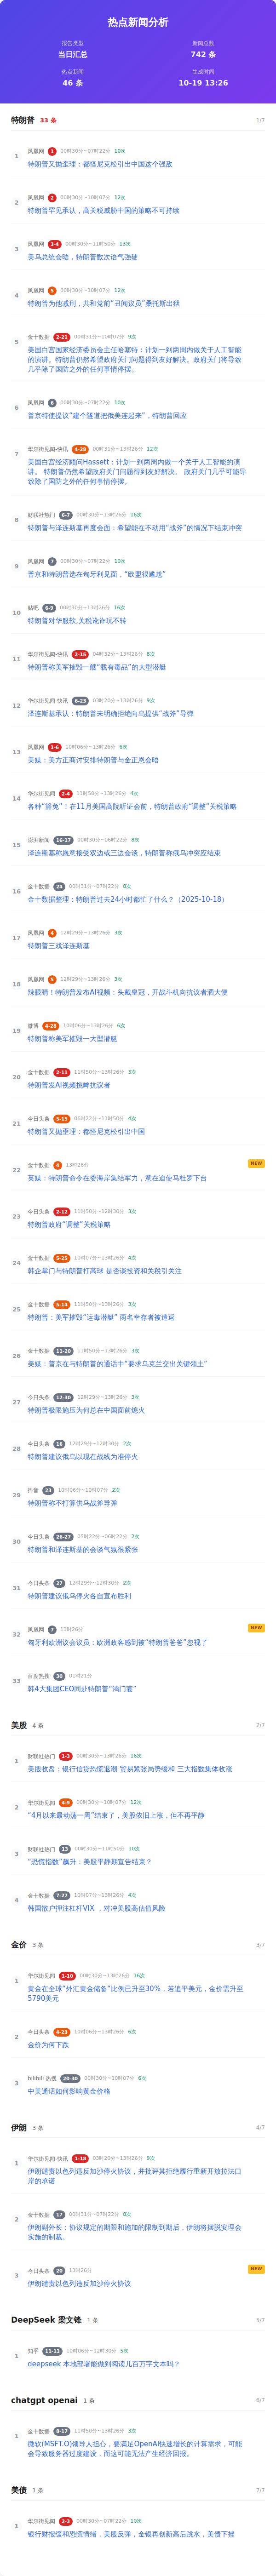 热点新闻分析
报告类型
新闻总数
当日汇总
742 条
热点新闻
生成时间
46 条
10-19 13:26
特朗普 33 条 1/7
1 凤凰网 1 00时30分~07时22分 10次
特朗普又抛歪理：都怪尼克松引出中国这个强敌
2 凤凰网 2 00时30分~10时07分 12次
特朗普罕见承认，高关税威胁中国的策略不可持续
3 凤凰网 3-4 00时30分~11时50分 13次
美乌总统会晤，特朗普数次语气强硬
4 凤凰网 5 00时30分~10时07分 12次
特朗普为他减刑，共和党前“丑闻议员”桑托斯出狱
5 金十数据 2-21 00时31分~10时07分 9次
美国白宫国家经济委员会主任哈塞特：计划一到两周内做关于人工智能
的演讲。特朗普仍然希望政府关门问题得到友好解决。政府关门将导致
几乎除了国防之外的任何事情停摆。
6 凤凰网 6 00时30分~07时22分 10次
普京特使提议“建个隧道把俄美连起来”，特朗普回应
7 华尔街见闻-快讯 4-28 00时31分~13时26分 12次
美国白宫经济顾问Hassett：计划一到两周内做一个关于人工智能的演
讲。 特朗普仍然希望政府关门问题得到友好解决。 政府关门几乎可能导
致除了国防之外的任何事情停摆。
8 财联社热门 6-7 00时30分~13时26分 16次
特朗普与泽连斯基再度会面：希望能在不动用“战斧”的情况下结束冲突
9 凤凰网 7 00时30分~07时22分 10次
普京和特朗普选在匈牙利见面，“欧盟很尴尬”
10 贴吧 6-9 00时30分~13时26分 16次
特朗普对华服软,关税讹诈玩不转
11 华尔街见闻-快讯 2-15 04时32分~13时26分 8次
特朗普称美军摧毁一艘“载有毒品”的大型潜艇
12 华尔街见闻-快讯 6-23 03时20分~13时26分 9次
泽连斯基承认：特朗普未明确拒绝向乌提供“战斧”导弹
13 凤凰网 1-6 10时06分~13时26分 6次
美媒：美方正商讨安排特朗普与金正恩会晤
14 华尔街见闻 2-4 11时50分~13时26分 4次
各种“豁免”！在11月美国高院听证会前，特朗普政府“调整”关税策略
15 澎湃新闻 16-17 00时30分~06时22分 8次
泽连斯基称愿意接受双边或三边会谈，特朗普称俄乌冲突应结束
16 金十数据 24 00时31分~07时22分 8次
金十数据整理：特朗普过去24小时都忙了什么？（2025-10-18）
17 凤凰网 4 12时29分~13时26分 3次
特朗普三戏泽连斯基
18 凤凰网 5 12时29分~13时26分 3次
辣眼睛！特朗普发布AI视频：头戴皇冠，开战斗机向抗议者洒大便
19 微博 4-28 10时06分~13时26分 6次
特朗普称美军摧毁一大型潜艇
20 金十数据 2-11 11时50分~13时26分 3次
特朗普发AI视频挑衅抗议者
21 今日头条 5-15 06时22分~11时50分 4次
特朗普又抛歪理：都怪尼克松引出中国
22 金十数据 4 13时26分 NEW
英媒：特朗普命令在委海岸集结军力，意在迫使马杜罗下台
23 今日头条 2-12 11时50分~12时30分 3次
特朗普政府“调整”关税策略
24 金十数据 5-25 10时07分~13时26分 4次
韩企掌门与特朗普打高球 是否谈投资和关税引关注
25 金十数据 5-14 11时50分~13时26分 3次
特朗普：美军摧毁“运毒潜艇” 两名幸存者被遣返
26 金十数据 11-20 11时50分~13时26分 3次
美媒：普京在与特朗普的通话中“要求乌克兰交出关键领土”
27 今日头条 12-30 12时29分~13时26分 3次
特朗普极限施压为何总在中国面前熄火
28 今日头条 16 12时29分~12时30分 2次
特朗普建议俄乌以现在战线为准停火
29 抖音 23 10时06分~10时07分 2次
特朗普称不打算供乌战斧导弹
30 今日头条 26-27 05时22分~06时22分 2次
特朗普和泽连斯基的会谈气氛很紧张
31 今日头条 27 12时29分~12时30分 2次
特朗普建议俄乌停火各自宣布胜利
32 凤凰网 7 13时26分 NEW
匈牙利欧洲议会议员：欧洲政客感到被“特朗普爸爸”忽视了
33 百度热搜 30 01时21分
韩4大集团CEO同赴特朗普“鸿门宴”
美股 4 条 2/7
1 财联社热门 1-3 00时30分~13时26分 16次
美股收盘：银行信贷恐慌退潮 贸易紧张局势缓和 三大指数集体收涨
2 华尔街见闻 4-9 00时30分~10时07分 12次
“4月以来最动荡一周”结束了，美股依旧上涨，但不再平静
3 财联社热门 13 00时30分~11时50分 10次
“恐慌指数”飙升：美股平静期宣告结束？
4 金十数据 7-27 10时07分~13时26分 4次
韩国散户押注杠杆VIX ，对冲美股高估值风险
金价 3 条 3/7
1 华尔街见闻 1-10 00时30分~13时26分 16次
黄金在全球“外汇黄金储备”比例已升至30%，若追平美元，金价需升至
5790美元
2 今日头条 4-23 10时06分~13时26分 6次
金价为何下跌
3 bilibili 热搜 20-30 00时30分~10时07分 6次
中美通话如何影响黄金价格
伊朗 3 条 4/7
1 华尔街见闻-快讯 1-18 03时20分~13时26分 9次
伊朗谴责以色列违反加沙停火协议，并批评其拒绝履行重新开放拉法口
岸的承诺
2 金十数据 17 00时31分~07时22分 8次
伊朗副外长：协议规定的期限和施加的限制到期后，伊朗将摆脱安理会
实施的制裁。
3 今日头条 20 13时26分 NEW
伊朗谴责以色列违反加沙停火协议
DeepSeek 梁文锋 1 条 5/7
1 知乎 11-13 10时06分~12时30分 5次
deepseek 本地部署能做到阅读几百万字文本吗？
chatgpt openai 1 条 6/7
1 金十数据 8-17 11时50分~13时26分 3次
微软(MSFT.O)领导人担心，要满足OpenAI快速增长的计算需求，可能
会导致服务器过度建设，而这可能无法产生经济回报。
美债 1 条 7/7
1 华尔街见闻 2-3 00时30分~07时22分 10次
银行财报缓和恐慌情绪，美股反弹，金银再创新高后跳水，美债下挫